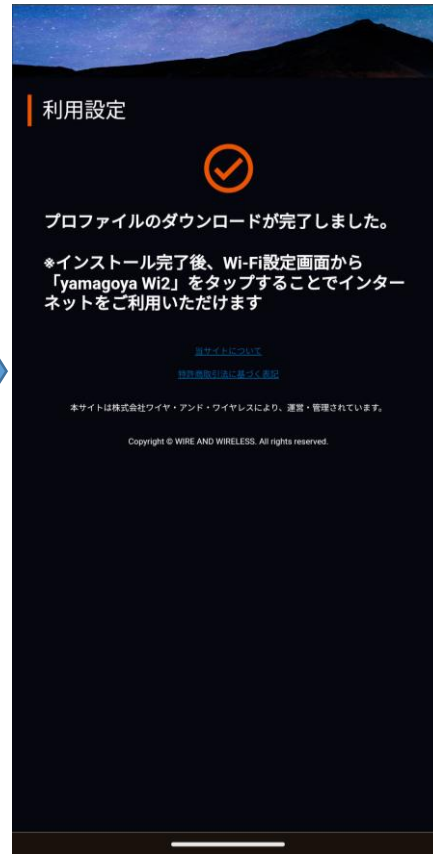 利用設定
プロファイルのダウンロードが完了しました。
※インストール完了後、Wi-Fi設定画面から
「yamagoya Wi2」をタップすることでインター
ネットをご利用いただけます
当サイトについて
特許商取引法に基づく表記
本サイトは株式会社ワイヤ・アンド・ワイヤレスにより、運営・管理されています。
Copyright © WIRE AND WIRELESS. All rights reserved.